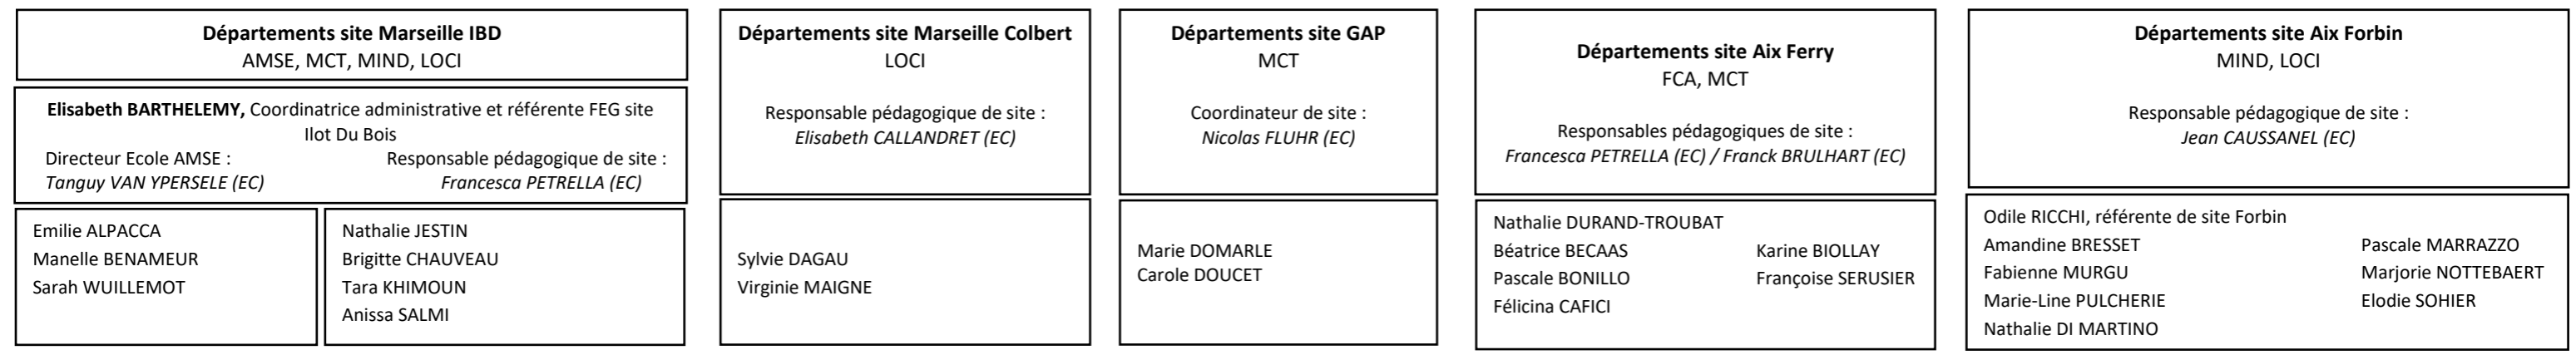 Départements site Marseille IBD
AMSE, MCT, MIND, LOCI
Elisabeth BARTHELEMY, Coordinatrice administrative et référente FEG site
Ilot Du Bois
Directeur Ecole AMSE :
Tanguy VAN YPERSELE (EC)
Responsable pédagogique de site :
Francesca PETRELLA (EC)
Emilie ALPACCA
Manelle BENAMEUR
Sarah WUILLEMOT
Nathalie JESTIN
Brigitte CHAUVEAU
Tara KHIMOUN
Anissa SALMI
Départements site Marseille Colbert
LOCI
Responsable pédagogique de site :
Elisabeth CALLANDRET (EC)
Sylvie DAGAU
Virginie MAIGNE
Départements site GAP
MCT
Coordinateur de site :
Nicolas FLUHR (EC)
Marie DOMARLE
Carole DOUCET
Départements site Aix Ferry
FCA, MCT
Responsables pédagogiques de site :
Francesca PETRELLA (EC) / Franck BRULHART (EC)
Nathalie DURAND-TROUBAT
Béatrice BECAAS
Pascale BONILLO
Félicina CAFICI
Karine BIOLLAY
Françoise SERUSIER
Départements site Aix Forbin
MIND, LOCI
Responsable pédagogique de site :
Jean CAUSSANEL (EC)
Odile RICCHI, référente de site Forbin
Amandine BRESSET
Fabienne MURGU
Marie-Line PULCHERIE
Nathalie DI MARTINO
Pascale MARRAZZO
Marjorie NOTTEBAERT
Elodie SOHIER